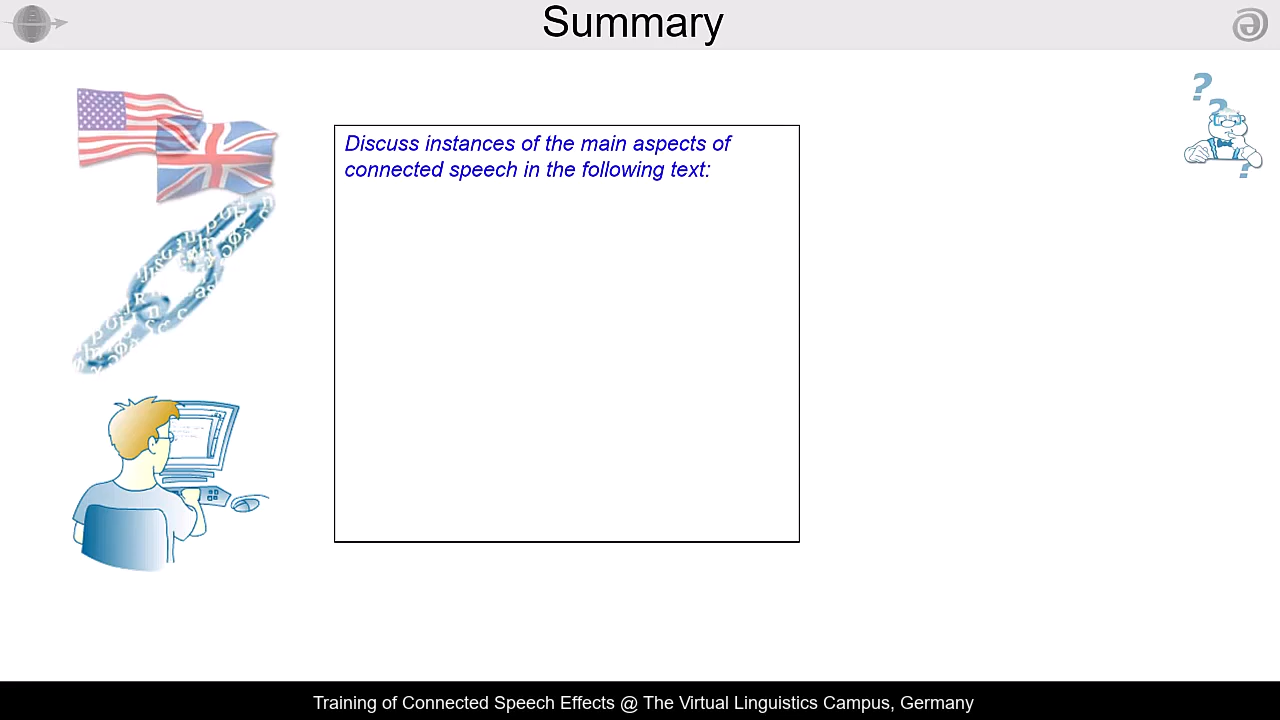 Summary
Discuss instances of the main aspects of
connected speech in the following text:
Training of Connected Speech Effects @ The Virtual Linguistics Campus, Germany